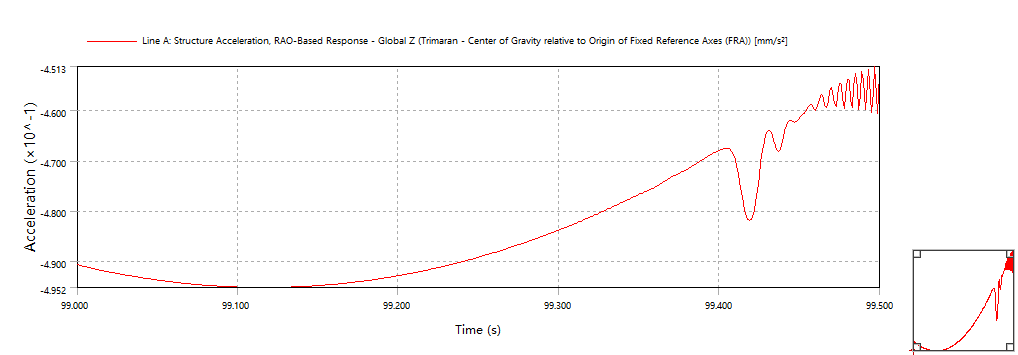 Line A: Structure Acceleration, RAO-Based Response - Global Z (Trimaran - Center of Gravity relative to Origin of Fixed Reference Axes (FRA)) [mm/s²]
-4.513
-4.600
-4.700
-4.800
-4.900
-4.952
Acceleration (×10^-1)
99.000 99.100 99.200 99.300 99.400 99.500
Time (s)